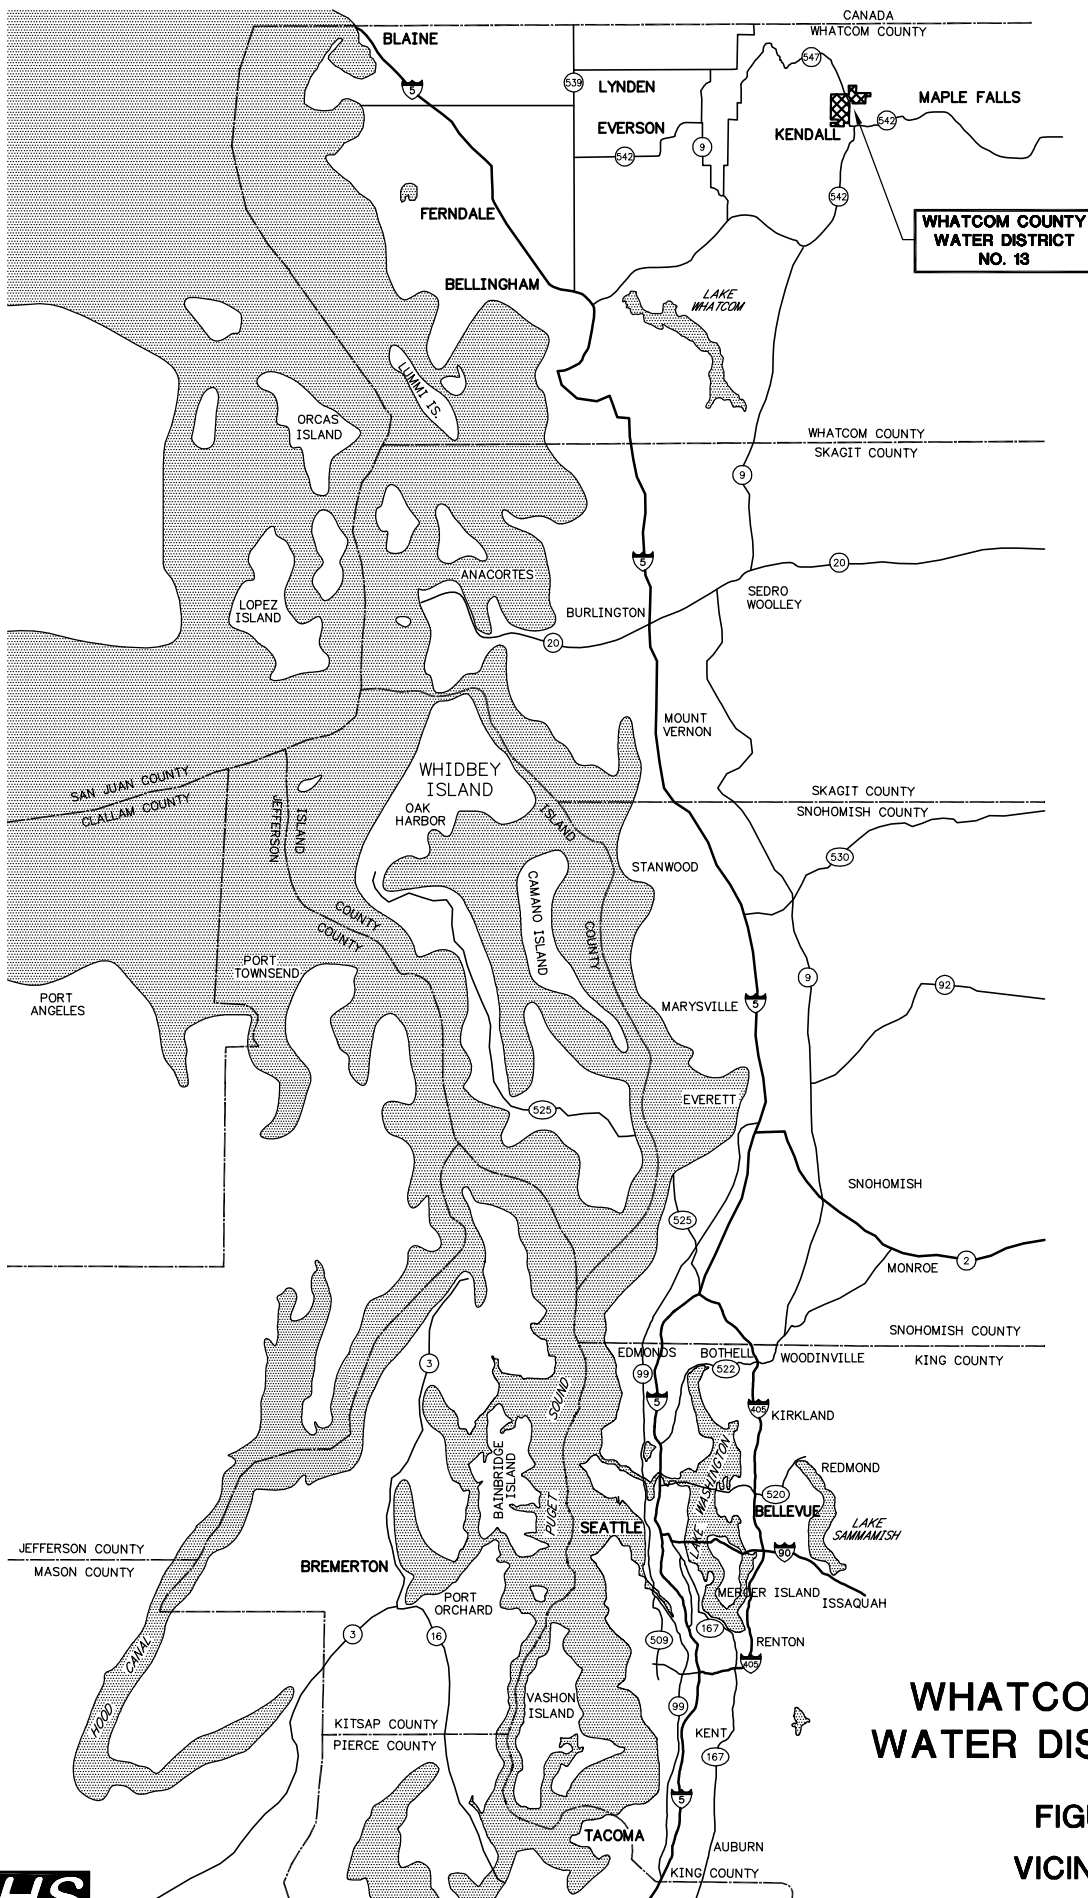 CANADA
WHATCOM COUNTY
BLAINE
547
5
539
LYNDEN
MAPLE FALLS
EVERSON
KENDALL
542
542
9
542
FERNDALE
WHATCOM COUNTY
WATER DISTRICT
NO. 13
BELLINGHAM
LAKE
WHATCOM
LUMMI IS.
ORCAS
ISLAND
WHATCOM COUNTY
SKAGIT COUNTY
9
5
20
ANACORTES
SEDRO
WOOLLEY
LOPEZ
ISLAND
BURLINGTON
20
MOUNT
VERNON
WHIDBEY
ISLAND
SAN JUAN COUNTY
CLALLAM COUNTY
OAK
HARBOR
ISLAND
JEFFERSON
ISLAND
SKAGIT COUNTY
SNOHOMISH COUNTY
530
STANWOOD
CAMANO ISLAND
COUNTY
COUNTY
COUNTY
PORT
TOWNSEND
PORT
ANGELES
9
92
MARYSVILLE
5
EVERETT
525
SNOHOMISH
525
MONROE
2
SNOHOMISH COUNTY
KING COUNTY
EDMONDS
BOTHELL
WOODINVILLE
3
99
522
5
405
KIRKLAND
SOUND
PUGET
BAINBRIDGE
ISLAND
LAKE WASHINGTON
REDMOND
520
BELLEVUE
SEATTLE
LAKE
SAMMAMISH
JEFFERSON COUNTY
MASON COUNTY
BREMERTON
90
MERCER ISLAND
ISSAQUAH
PORT
ORCHARD
3
16
509
167
RENTON
405
HOOD CANAL
VASHON
ISLAND
99
KITSAP COUNTY
PIERCE COUNTY
KENT
167
5
TACOMA
AUBURN
KING COUNTY
WHATCO
WATER DIS
FIGU
VICIN
HS